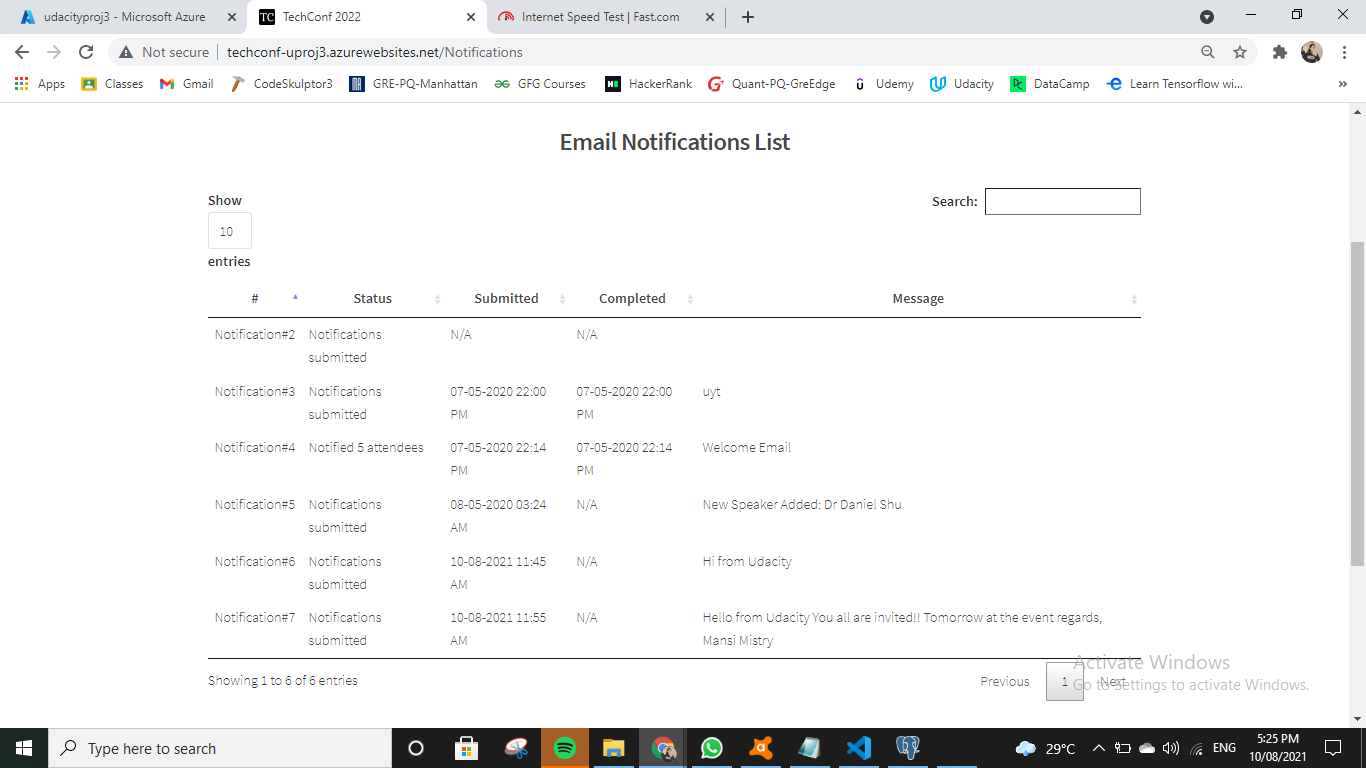 udacityproj3 - Microsoft Azure
TechConf 2022
Internet Speed Test | Fast.com
Not secure | techconf-uproj3.azurewebsites.net/Notifications
Apps Classes Gmail CodeSkulptor3 GRE-PQ-Manhattan GFG Courses HackerRank Quant-PQ-GreEdge Udemy Udacity DataCamp Learn Tensorflow wi... »
Email Notifications List
Show
10
entries
Search:
# Status Submitted Completed Message
Notification#2 Notifications N/A N/A
submitted
Notification#3 Notifications 07-05-2020 22:00 07-05-2020 22:00 uyt
submitted PM PM
Notification#4 Notified 5 attendees 07-05-2020 22:14 07-05-2020 22:14 Welcome Email
PM PM
Notification#5 Notifications 08-05-2020 03:24 N/A New Speaker Added: Dr Daniel Shu
submitted AM
Notification#6 Notifications 10-08-2021 11:45 N/A Hi from Udacity
submitted AM
Notification#7 Notifications 10-08-2021 11:55 N/A Hello from Udacity You all are invited!! Tomorrow at the event regards,
submitted AM Mansi Mistry
Showing 1 to 6 of 6 entries
Previous 1 Next
Activate Windows
Go to Settings to activate Windows.
Type here to search
29°C ENG
5:25 PM
10/08/2021